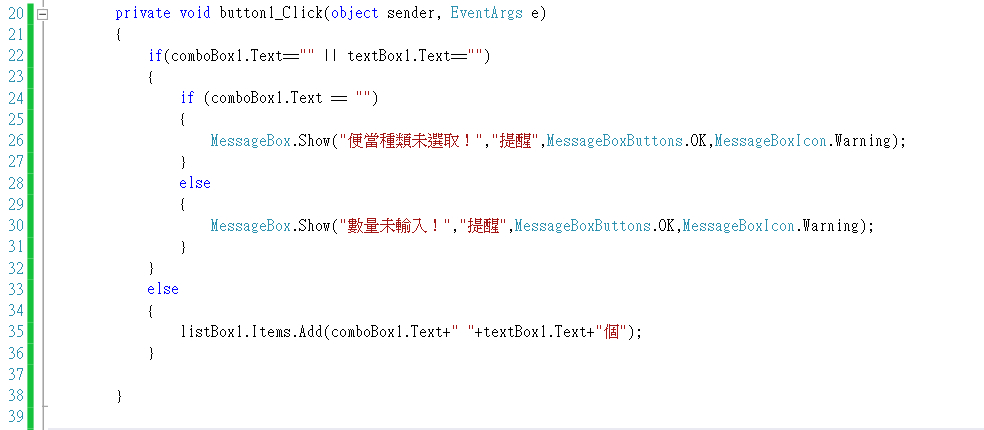 20 private void button1_Click(object sender, EventArgs e)
21 {
22 if(comboBox1.Text=="" || textBox1.Text=="")
23 {
24 if (comboBox1.Text == "")
25 {
26 MessageBox.Show("便當種類未選取！","提醒",MessageBoxButtons.OK,MessageBoxIcon.Warning);
27 }
28 else
29 {
30 MessageBox.Show("數量未輸入！","提醒",MessageBoxButtons.OK,MessageBoxIcon.Warning);
31 }
32 }
33 else
34 {
35 listBox1.Items.Add(comboBox1.Text+" "+textBox1.Text+"個");
36 }
37
38 }
39